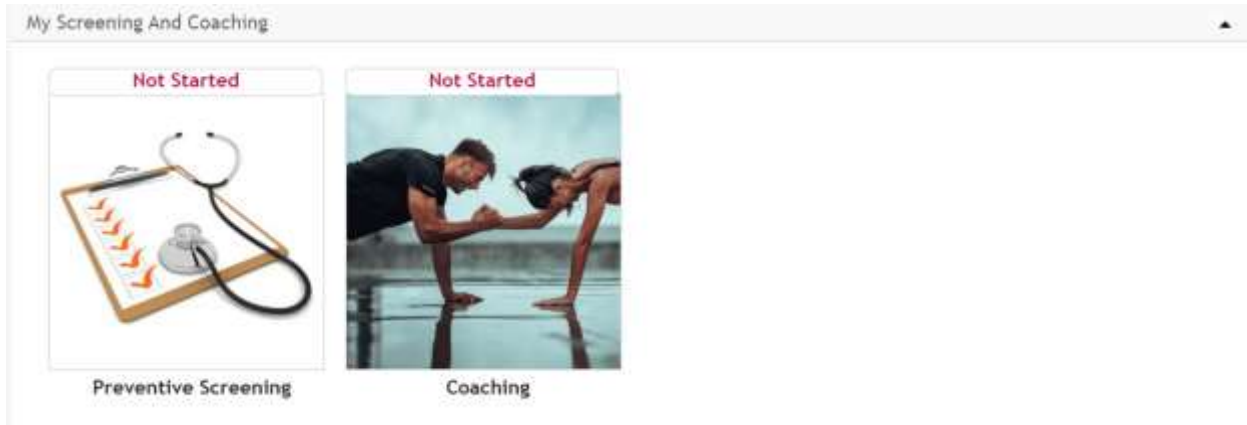 My Screening And Coaching
Not Started
Not Started
Preventive Screening
Coaching